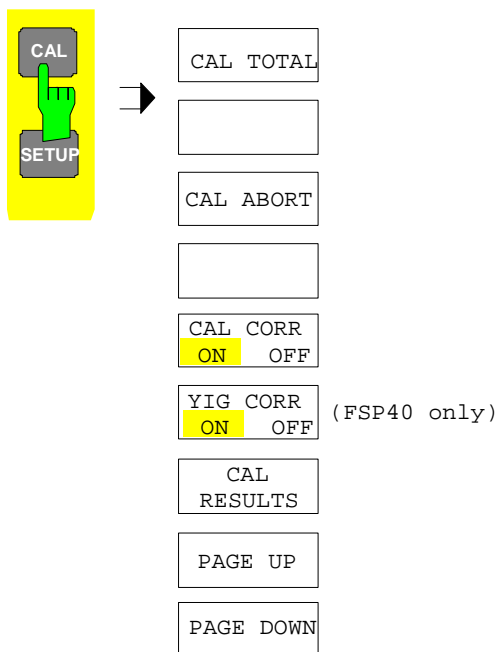 CAL
SETUP
CAL TOTAL
CAL ABORT
CAL CORR
ON OFF
YIG CORR
ON OFF
(FSP40 only)
CAL
RESULTS
PAGE UP
PAGE DOWN